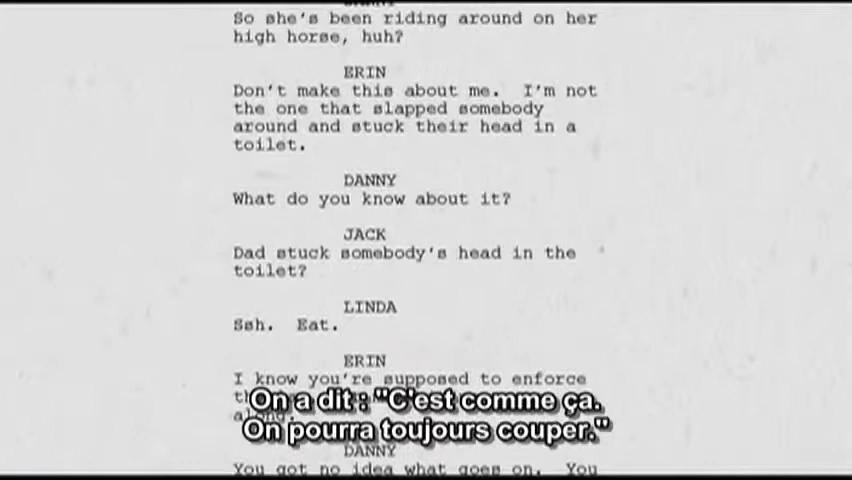 So she's been riding around on her
high horse, huh?
ERIN
Don't make this about me.  I'm not
the one that slapped somebody
around and stuck their head in a
toilet.
DANNY
What do you know about it?
JACK
Dad stuck somebody's head in the
toilet?
LINDA
Ssh.  Eat.
ERIN
I know you're supposed to enforce
On a dit : "C'est comme ça.
On pourra toujours couper."
DANNY
You got no idea what goes on.  You